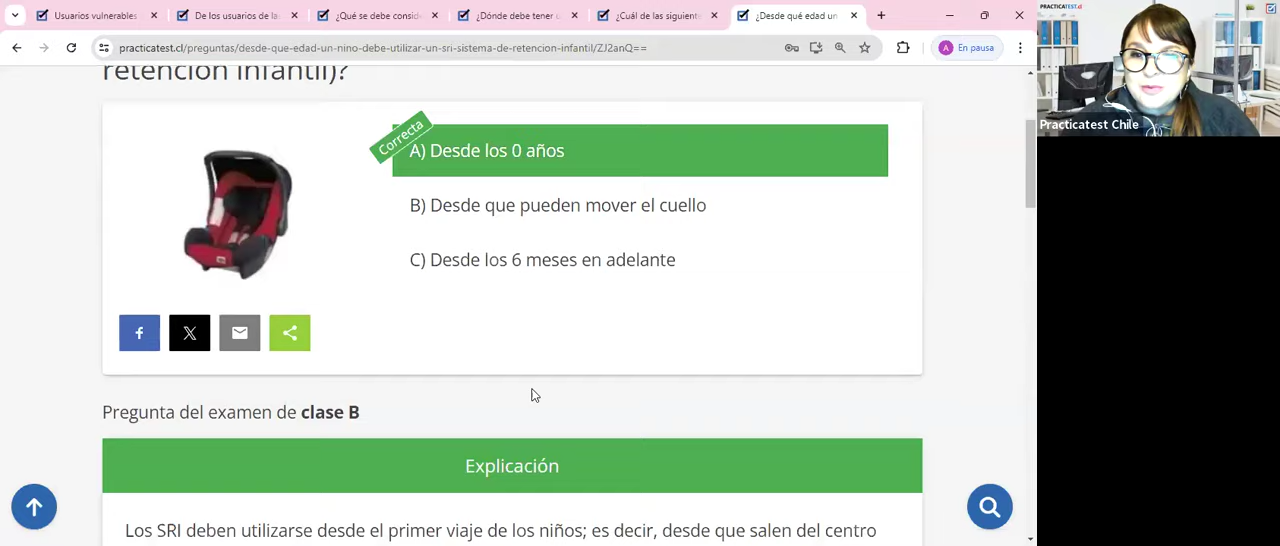 Usuarios vulnerables
De los usuarios de la
¿Qué se debe consid
¿Dónde debe tener u
¿Cuál de las siguiente
¿Desde qué edad un
practicatest.cl/preguntas/desde-que-edad-un-nino-debe-utilizar-un-sri-sistema-de-retencion-infantil/ZJ2anQ==
A
En pausa
PRACTICATEST.cl
Practicatest Chile
retención infantil)?
Correcta
A) Desde los 0 años
B) Desde que pueden mover el cuello
C) Desde los 6 meses en adelante
Pregunta del examen de clase B
Explicación
Los SRI deben utilizarse desde el primer viaje de los niños; es decir, desde que salen del centro